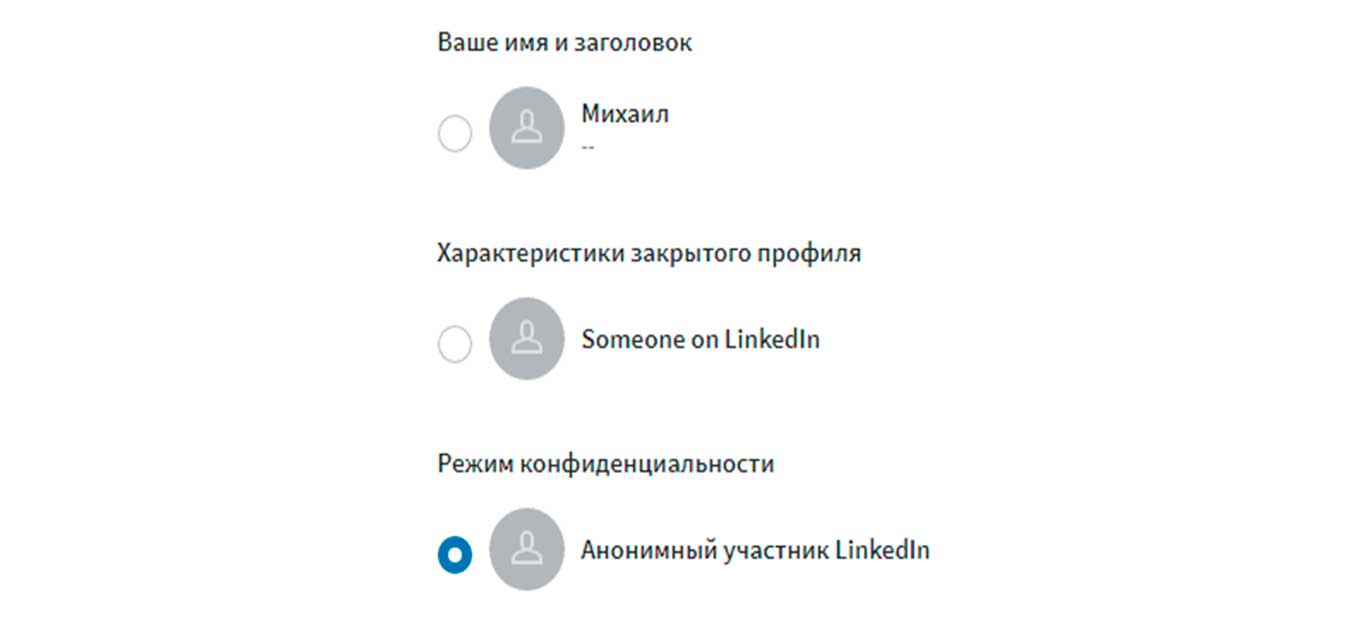 Ваше имя и заголовок
Михаил
--
Характеристики закрытого профиля
Someone on LinkedIn
Режим конфиденциальности
Анонимный участник LinkedIn